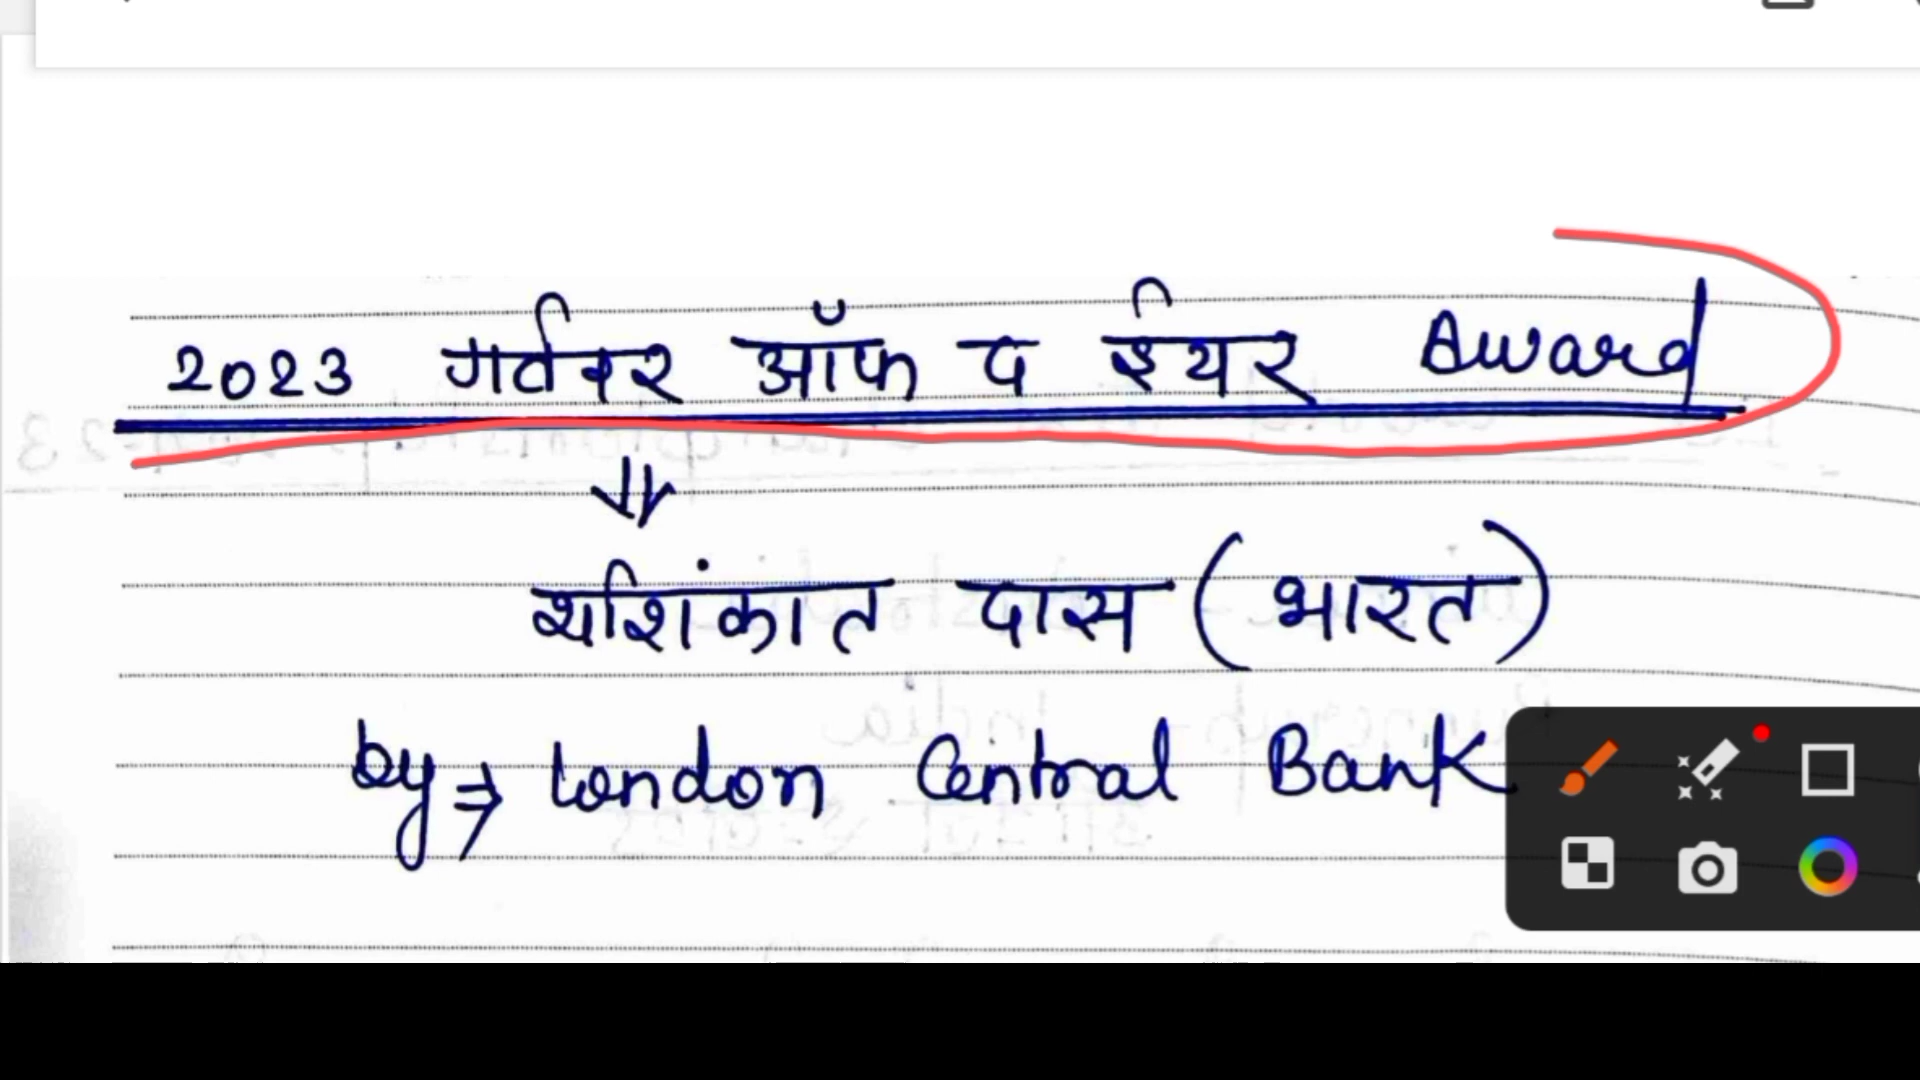 2023 गर्वनर ऑफ द ईयर Award
शशिकांत दास (भारत)
by⇒ London Central Bank